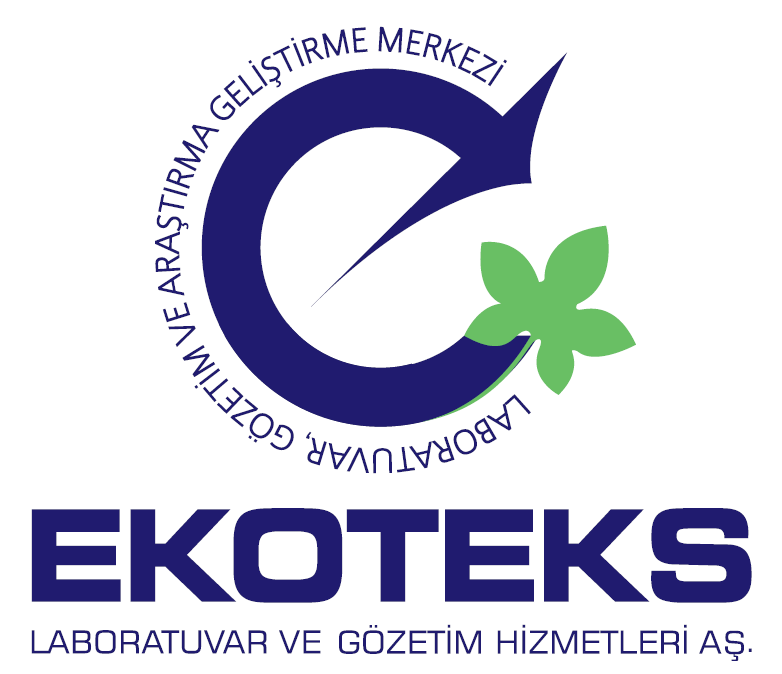 LABORATUVAR, GÖZETİM VE ARAŞTIRMA GELİŞTİRME MERKEZİ
EKOTEKS
LABORATUVAR VE GÖZETİM HİZMETLERİ AŞ.